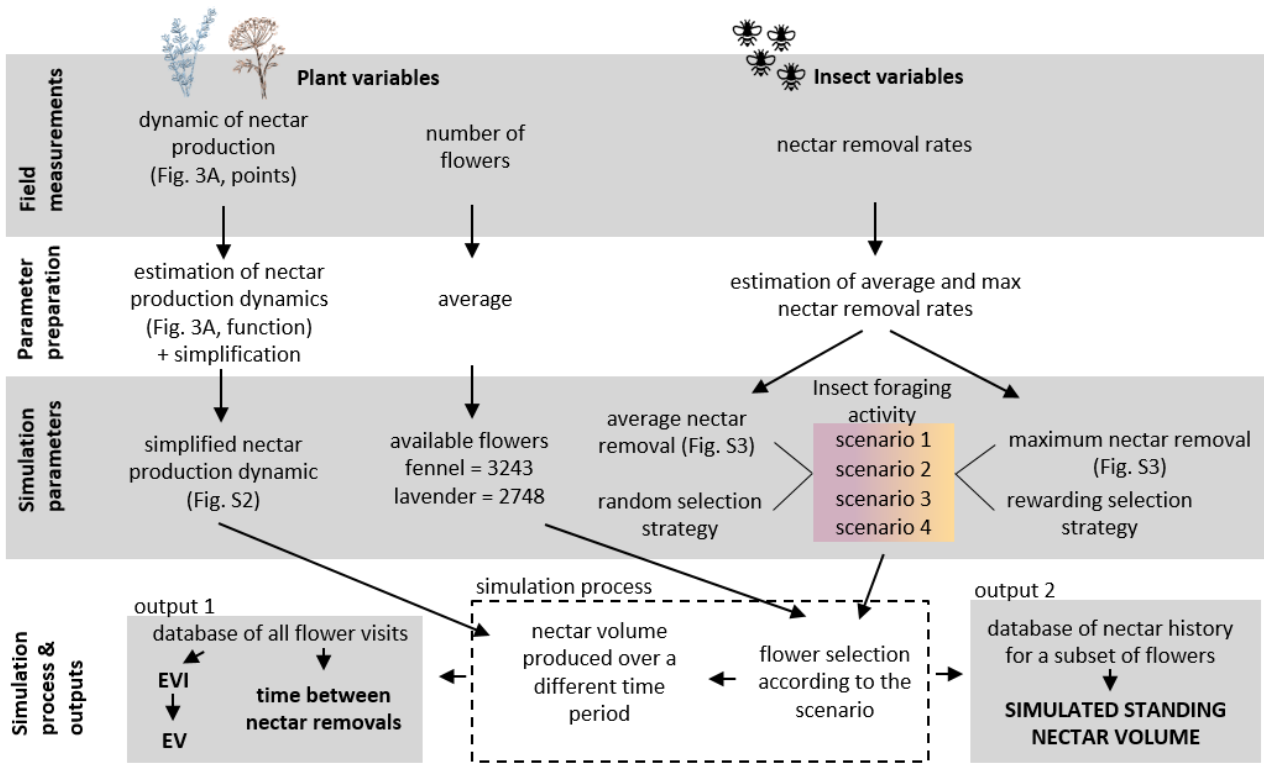 Plant variables
Insect variables
Field
measurements
dynamic of nectar
production
(Fig. 3A, points)
number of
flowers
nectar removal rates
Parameter
preparation
estimation of nectar
production dynamics
(Fig. 3A, function)
+ simplification
average
estimation of average and max
nectar removal rates
Simulation
parameters
simplified nectar
production dynamic
(Fig. S2)
available flowers
fennel = 3243
lavender = 2748
average nectar
removal (Fig. S3)
random selection
strategy
Insect foraging
activity
scenario 1
scenario 2
scenario 3
scenario 4
maximum nectar removal
(Fig. S3)
rewarding selection
strategy
Simulation
process &
outputs
output 1
database of all flower visits
EVI
EV
time between
nectar removals
simulation process
nectar volume
produced over a
different time
period
flower selection
according to the
scenario
output 2
database of nectar history
for a subset of flowers
SIMULATED STANDING
NECTAR VOLUME